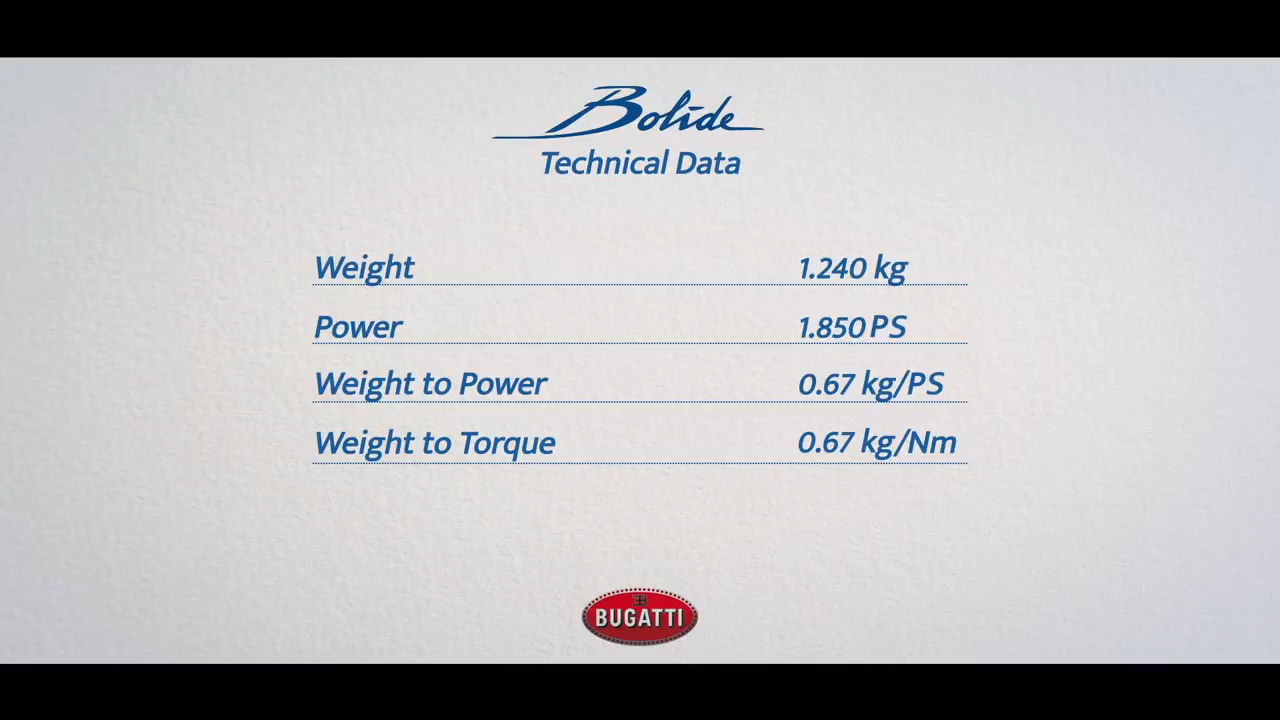 Bolide
Technical Data
Weight 1.240 kg
Power 1.850 PS
Weight to Power 0.67 kg/PS
Weight to Torque 0.67 kg/Nm
EB
BUGATTI